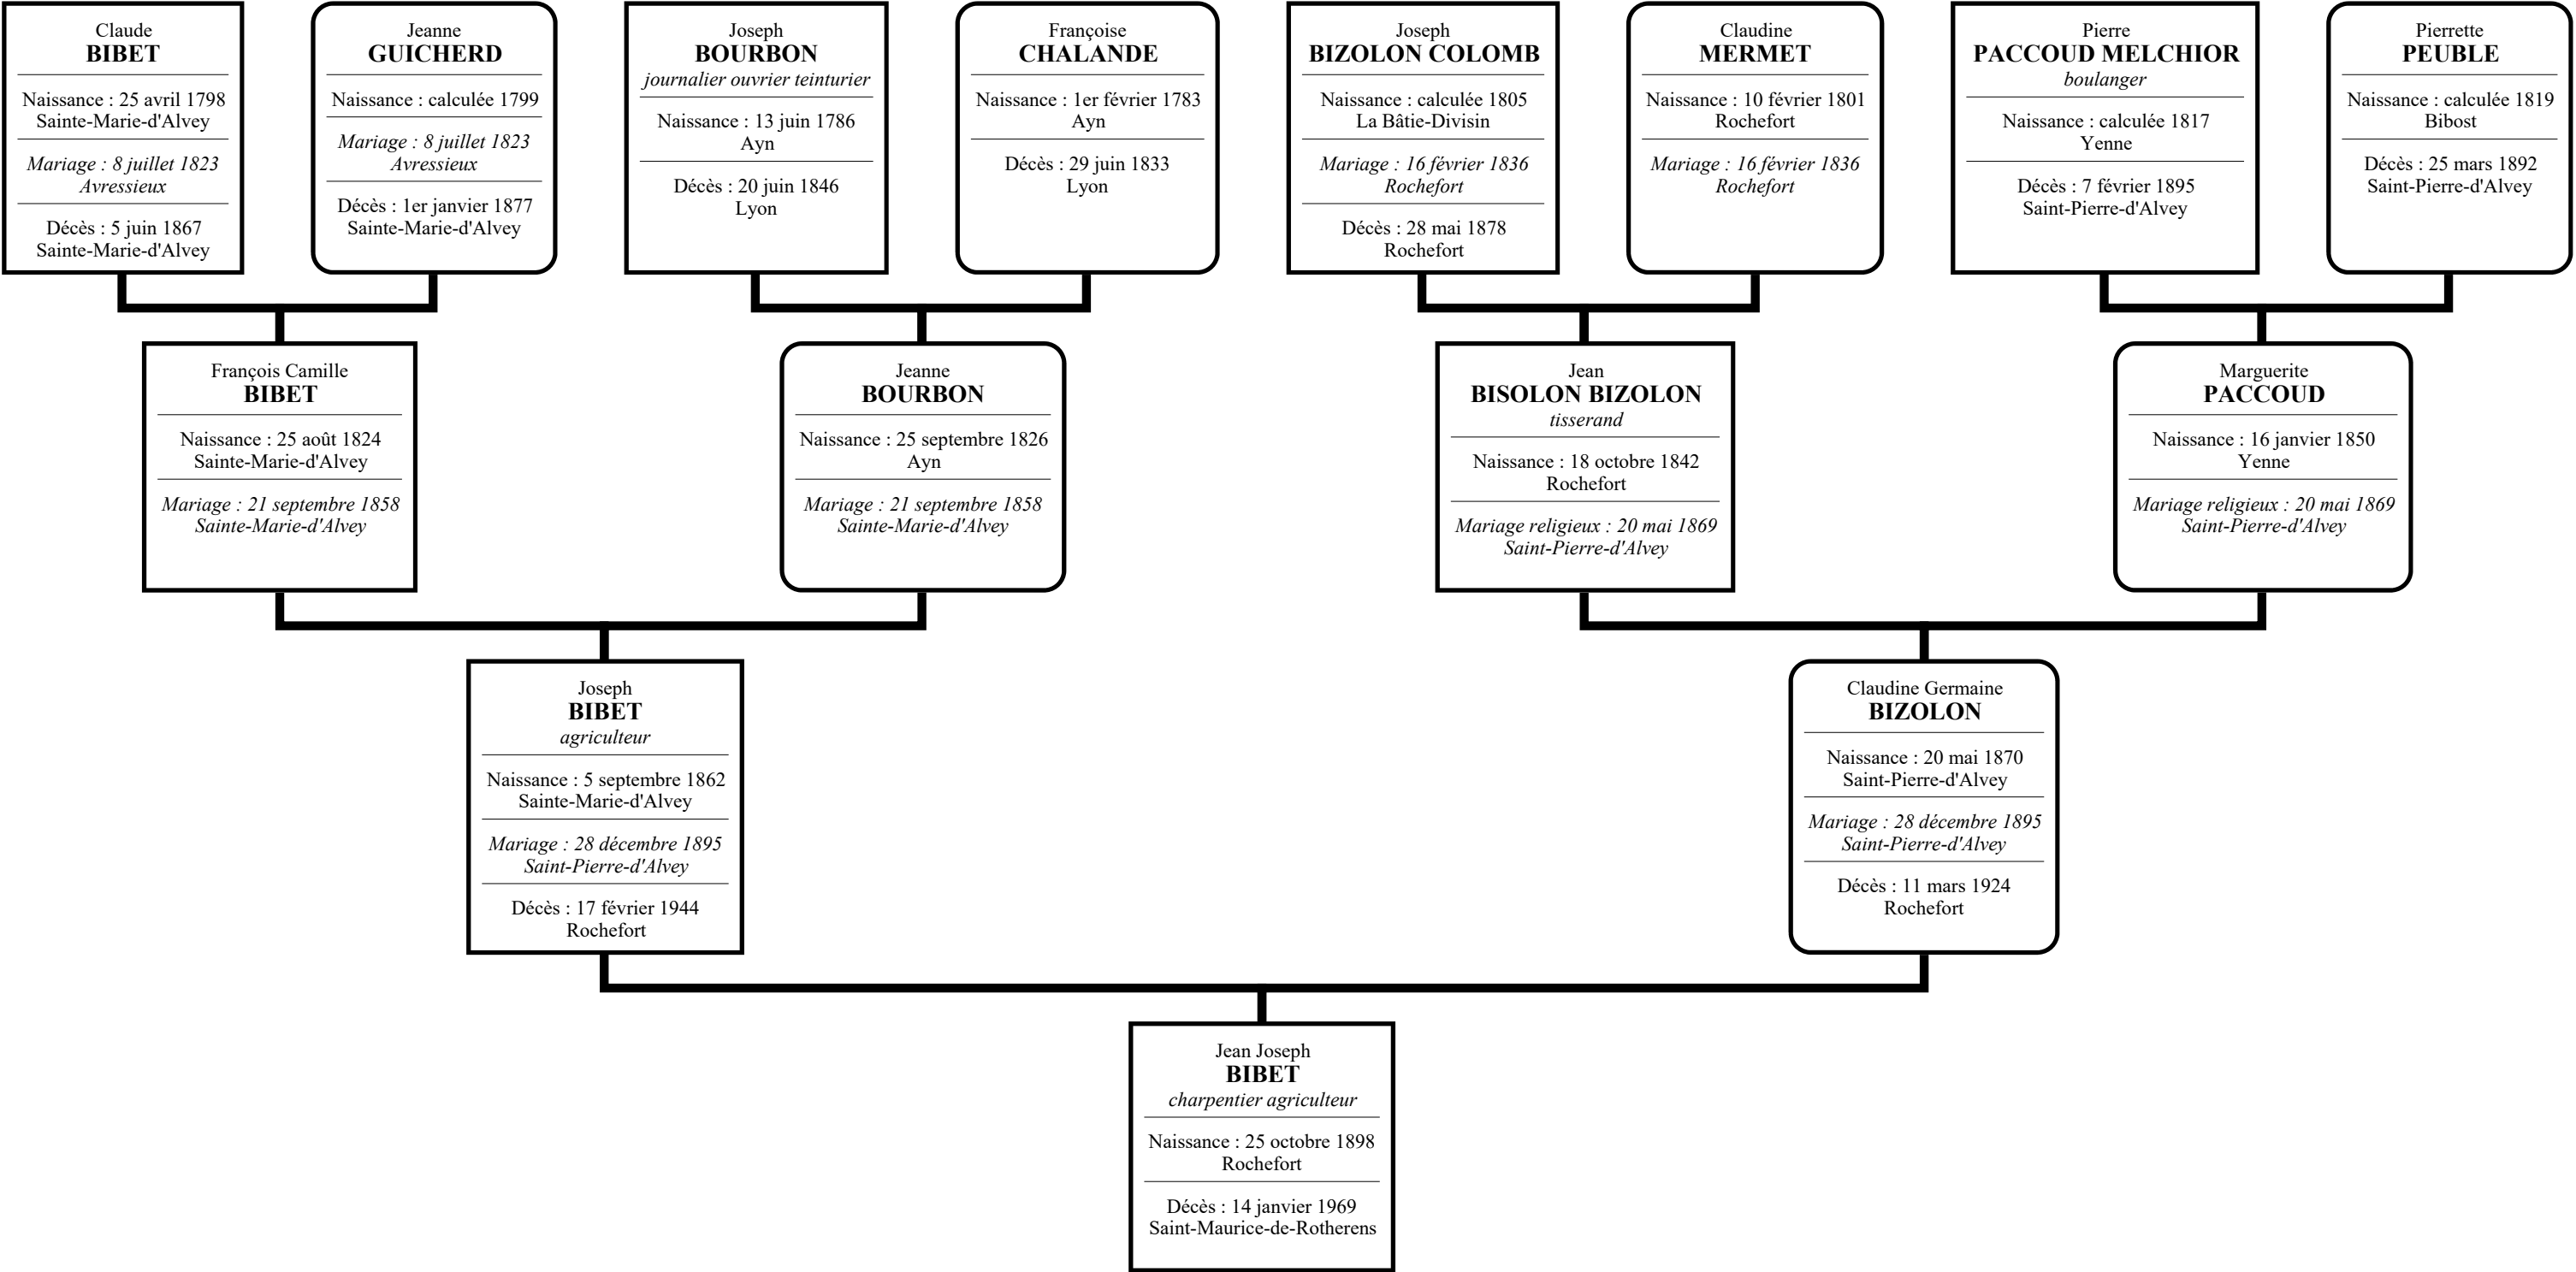 Claude
BIBET
Naissance : 25 avril 1798
Sainte-Marie-d'Alvey
Mariage : 8 juillet 1823
Avressieux
Décès : 5 juin 1867
Sainte-Marie-d'Alvey
Jeanne
GUICHERD
Naissance : calculée 1799
Mariage : 8 juillet 1823
Avressieux
Décès : 1er janvier 1877
Sainte-Marie-d'Alvey
Joseph
BOURBON
journalier ouvrier teinturier
Naissance : 13 juin 1786
Ayn
Décès : 20 juin 1846
Lyon
Françoise
CHALANDE
Naissance : 1er février 1783
Ayn
Décès : 29 juin 1833
Lyon
Joseph
BIZOLON COLOMB
Naissance : calculée 1805
La Bâtie-Divisin
Mariage : 16 février 1836
Rochefort
Décès : 28 mai 1878
Rochefort
Claudine
MERMET
Naissance : 10 février 1801
Rochefort
Mariage : 16 février 1836
Rochefort
Pierre
PACCOUD MELCHIOR
boulanger
Naissance : calculée 1817
Yenne
Décès : 7 février 1895
Saint-Pierre-d'Alvey
Pierrette
PEUBLE
Naissance : calculée 1819
Bibost
Décès : 25 mars 1892
Saint-Pierre-d'Alvey
François Camille
BIBET
Naissance : 25 août 1824
Sainte-Marie-d'Alvey
Mariage : 21 septembre 1858
Sainte-Marie-d'Alvey
Jeanne
BOURBON
Naissance : 25 septembre 1826
Ayn
Mariage : 21 septembre 1858
Sainte-Marie-d'Alvey
Jean
BISOLON BIZOLON
tisserand
Naissance : 18 octobre 1842
Rochefort
Mariage religieux : 20 mai 1869
Saint-Pierre-d'Alvey
Marguerite
PACCOUD
Naissance : 16 janvier 1850
Yenne
Mariage religieux : 20 mai 1869
Saint-Pierre-d'Alvey
Joseph
BIBET
agriculteur
Naissance : 5 septembre 1862
Sainte-Marie-d'Alvey
Mariage : 28 décembre 1895
Saint-Pierre-d'Alvey
Décès : 17 février 1944
Rochefort
Claudine Germaine
BIZOLON
Naissance : 20 mai 1870
Saint-Pierre-d'Alvey
Mariage : 28 décembre 1895
Saint-Pierre-d'Alvey
Décès : 11 mars 1924
Rochefort
Jean Joseph
BIBET
charpentier agriculteur
Naissance : 25 octobre 1898
Rochefort
Décès : 14 janvier 1969
Saint-Maurice-de-Rotherens